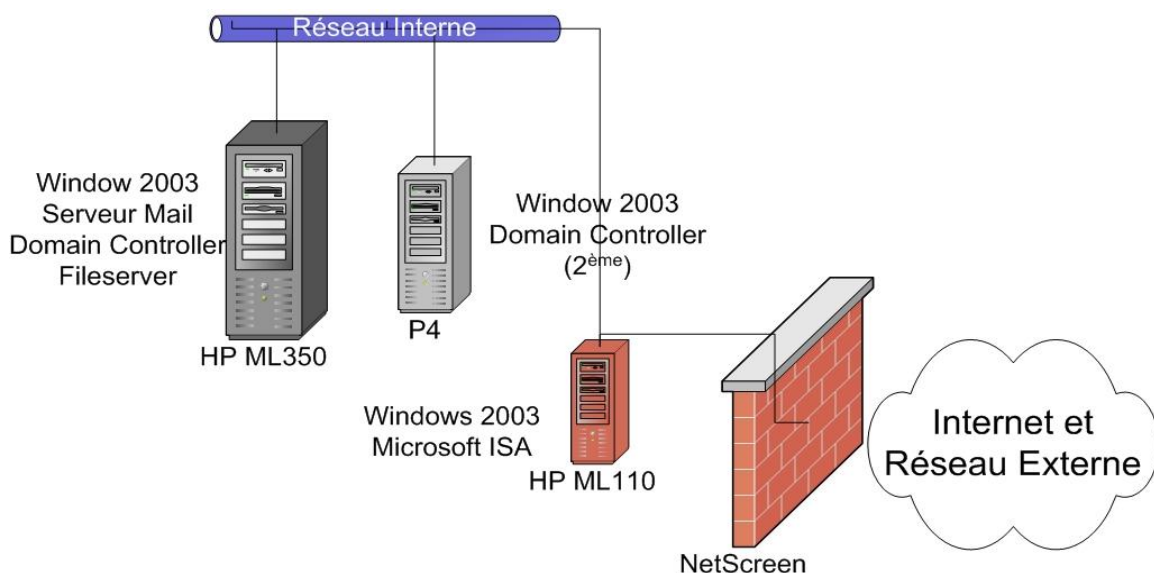 Réseau Interne
Window 2003
Serveur Mail
Domain Controller
Fileserver
HP ML350
P4
Window 2003
Domain Controller
(2ème)
Windows 2003
Microsoft ISA
HP ML110
NetScreen
Internet et
Réseau Externe